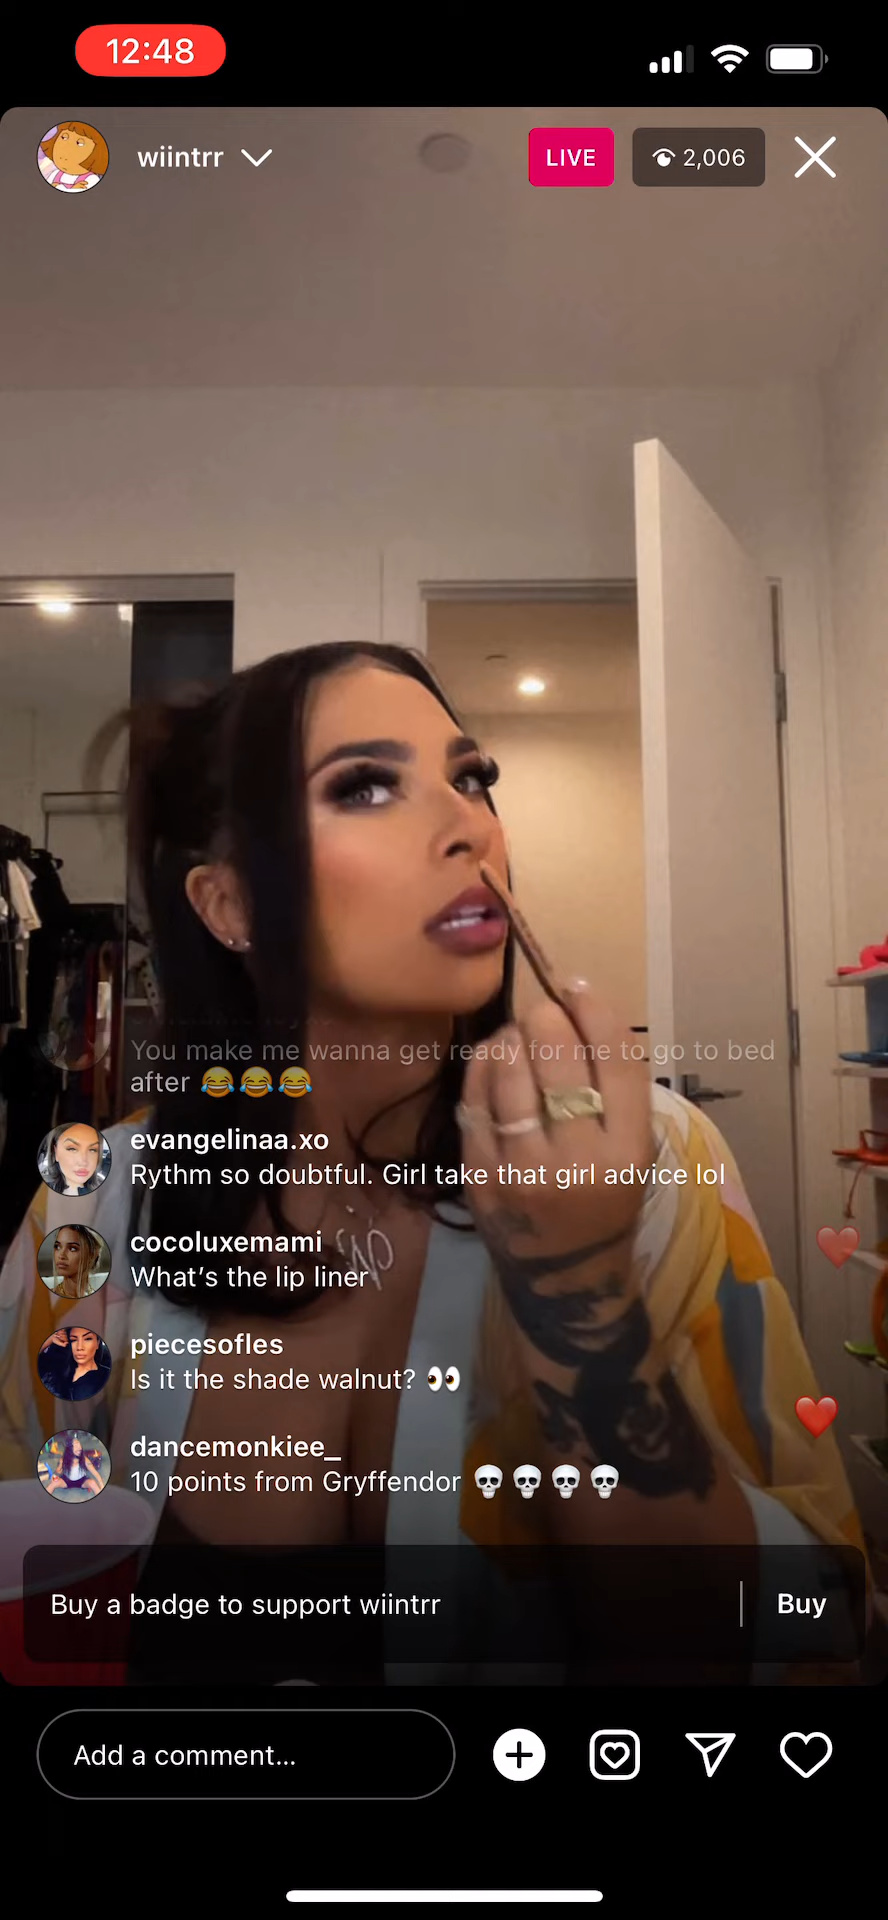 12:48
wiintrr
LIVE
2,006
You make me wanna get ready for me to go to bed
after 😂😂😂
evangelinaa.xo
Rythm so doubtful. Girl take that girl advice lol
cocoluxemami
What's the lip liner
piecesofles
Is it the shade walnut? 👀
dancemonkiee_
10 points from Gryffendor 💀💀💀💀
Buy a badge to support wiintrr
Buy
Add a comment...